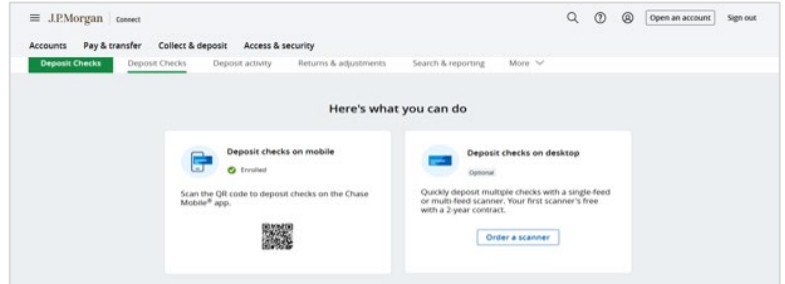 J.P.Morgan Connect Open an account Sign out
Accounts Pay & transfer Collect & deposit Access & security
Deposit Checks Deposit Checks Deposit activity Returns & adjustments Search & reporting More
Here's what you can do
Deposit checks on mobile
Enrolled
Scan the QR code to deposit checks on the Chase
Mobile® app.
Deposit checks on desktop
Optional
Quickly deposit multiple checks with a single-feed
or multi-feed scanner. Your first scanner's free
with a 2-year contract.
Order a scanner